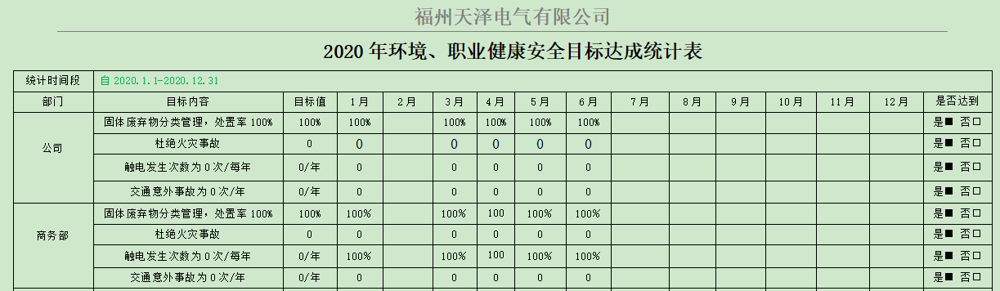 福州天泽电气有限公司
2020 年环境、职业健康安全目标达成统计表
统计时间段 自 2020.1.1-2020.12.31
部门 目标内容 目标值 1 月 2 月 3 月 4 月 5 月 6 月 7 月 8 月 9 月 10 月 11 月 12 月 是否达到
公司 固体废弃物分类管理，处置率 100% 100% 100% 100% 100% 100% 100% 是■ 否□
杜绝火灾事故 0 0 0 0 0 0 是■ 否□
触电发生次数为 0 次/每年 0/年 0 0 0 0 0 是■ 否□
交通意外事故为 0 次/年 0/年 0 0 0 0 0 是■ 否□
商务部 固体废弃物分类管理，处置率 100% 100% 100% 100% 100 100% 100% 是■ 否□
杜绝火灾事故 0 0 0 0 0 0 是■ 否□
触电发生次数为 0 次/每年 0/年 100% 100% 100 100% 100% 是■ 否□
交通意外事故为 0 次/年 0/年 0 0 0 0 0 是■ 否□